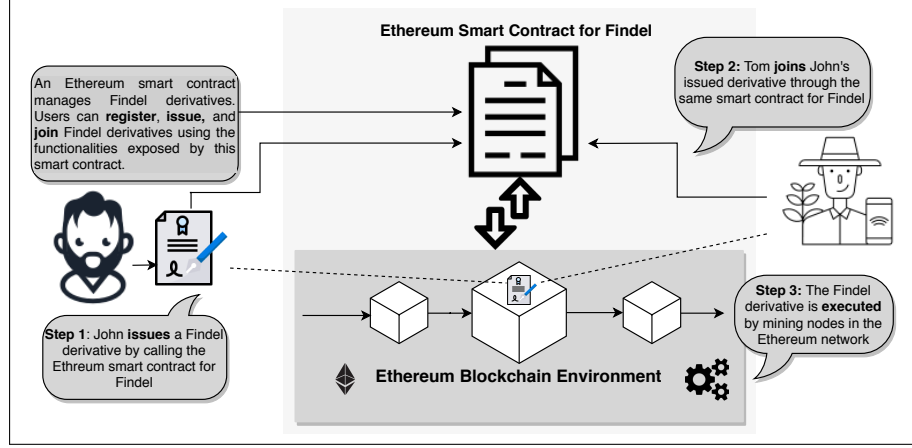 Ethereum Smart Contract for Findel
An Ethereum smart contract
manages Findel derivatives.
Users can register, issue, and
join Findel derivatives using the
functionalities exposed by this
smart contract.
Step 2: Tom joins John's
issued derivative through the
same smart contract for Findel
Step 1: John issues a Findel
derivative by calling the
Ethreum smart contract for
Findel
Step 3: The Findel
derivative is executed
by mining nodes in the
Ethereum network
Ethereum Blockchain Environment